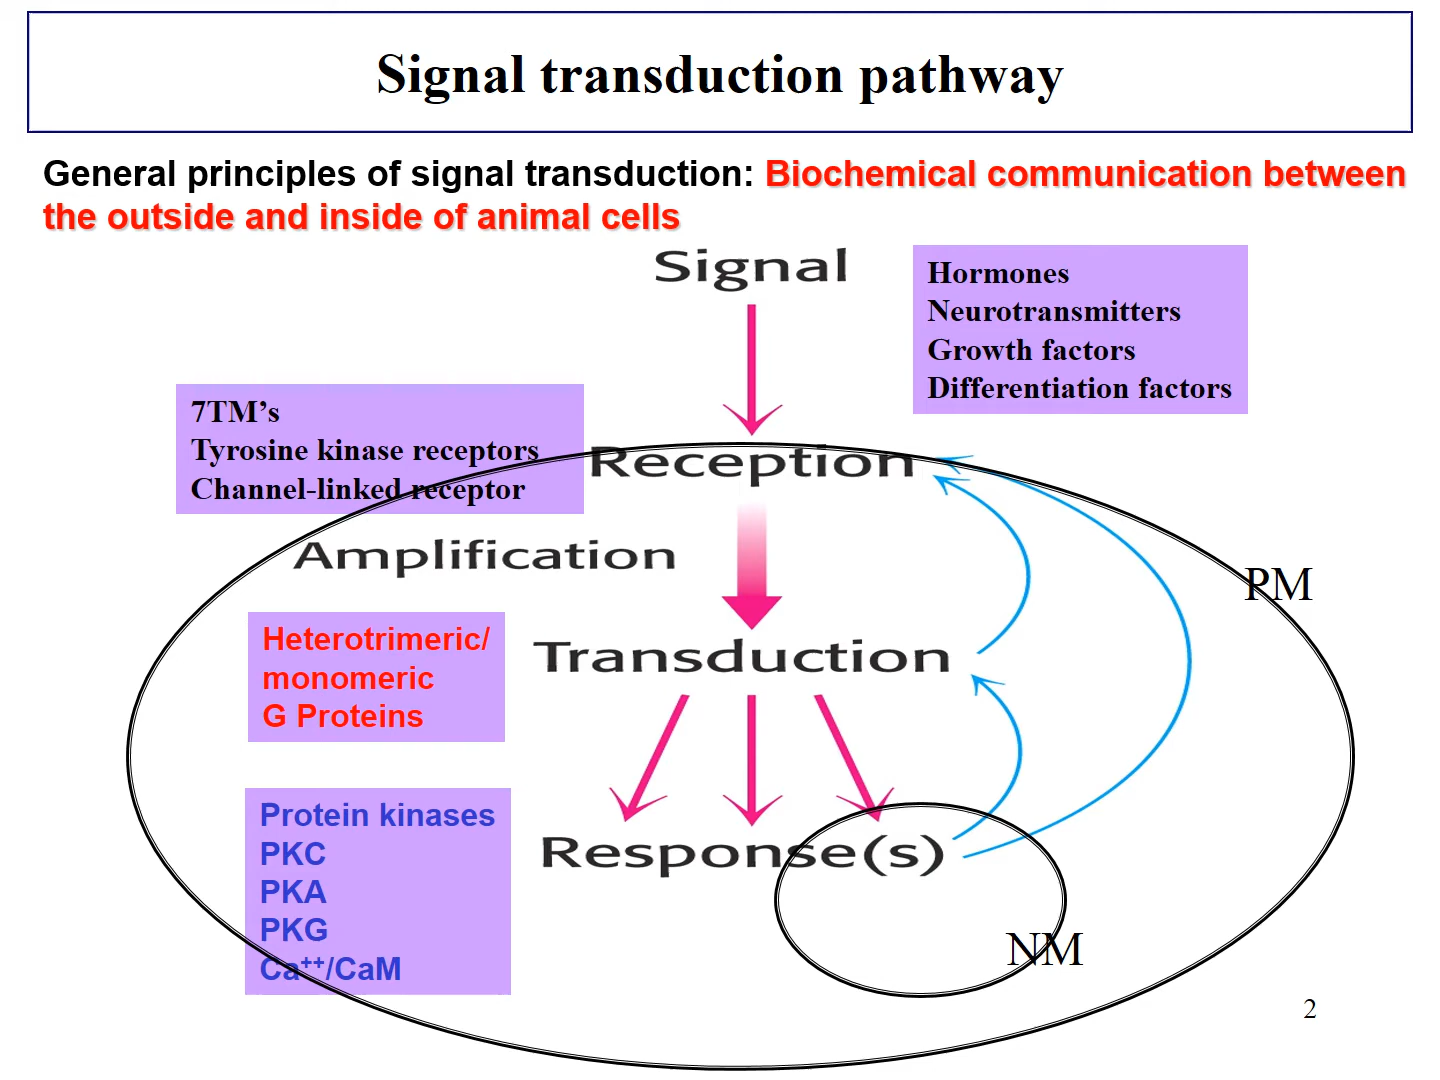 Signal transduction pathway
General principles of signal transduction: Biochemical communication between
the outside and inside of animal cells
Signal
Hormones
Neurotransmitters
Growth factors
Differentiation factors
7TM’s
Tyrosine kinase receptors
Channel-linked receptor
Reception
Amplification
PM
Heterotrimeric/
monomeric
G Proteins
Transduction
Protein kinases
PKC
PKA
PKG
Ca⁺⁺/CaM
Response(s)
NM
2